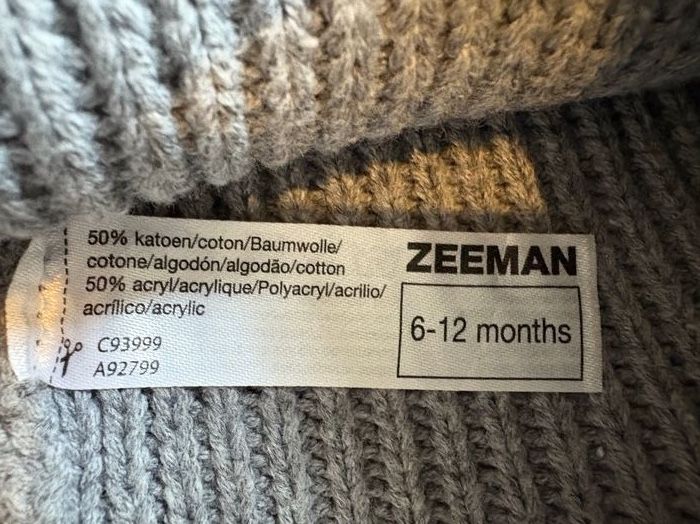 50% katoen/coton/Baumwolle/
cotone/algodón/algodão/cotton
50% acryl/acrylique/Polyacryl/acrilio/
acrílico/acrylic
C93999
A92799
ZEEMAN
6-12 months